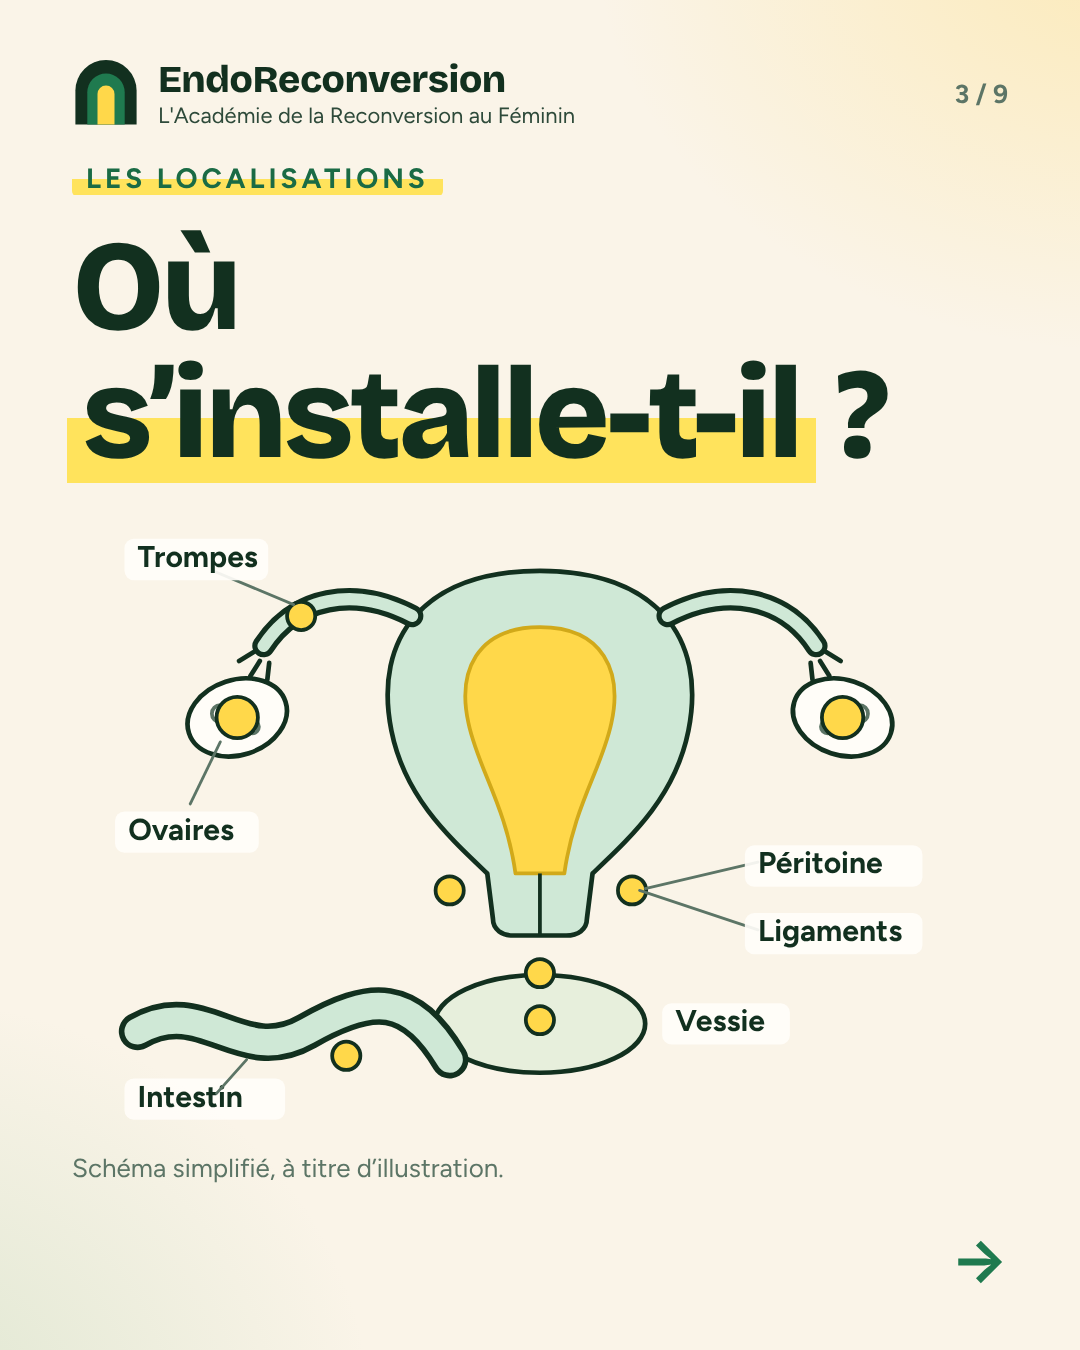 EndoReconversion
L'Académie de la Reconversion au Féminin
3 / 9
LES LOCALISATIONS
Où
s’installe-t-il ?
Trompes
Ovaires
Péritoine
Ligaments
Vessie
Intestin
Schéma simplifié, à titre d’illustration.